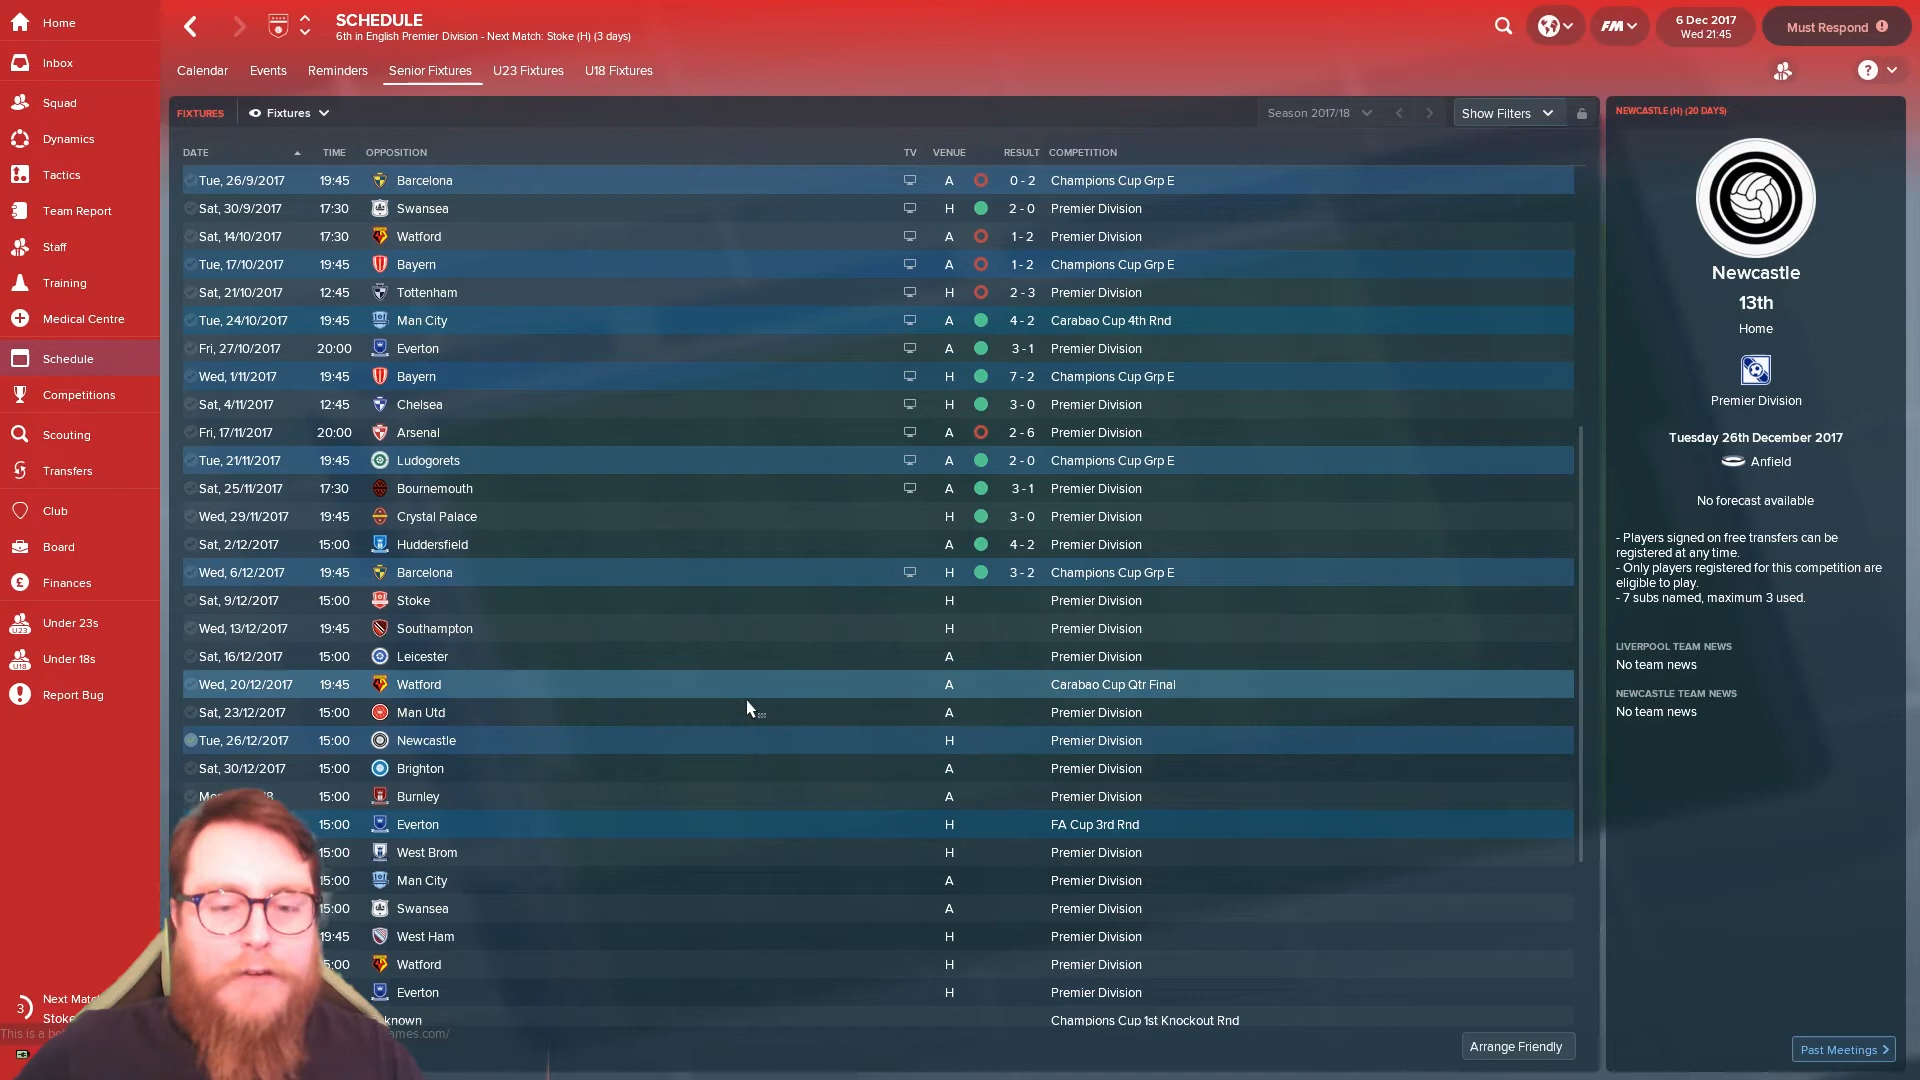 Home
Inbox
Squad
Dynamics
Tactics
Team Report
Staff
Training
Medical Centre
Schedule
Competitions
Scouting
Transfers
Club
Board
Finances
U23
Under 23s
U18
Under 18s
Report Bug
3
Next Matc
Stoke
This is a be
ames.com/
SCHEDULE
6th in English Premier Division - Next Match: Stoke (H) (3 days)
FM
6 Dec 2017
Wed 21:45
Must Respond
Calendar Events Reminders Senior Fixtures U23 Fixtures U18 Fixtures
?
FIXTURES Fixtures Season 2017/18 Show Filters
DATE TIME OPPOSITION TV VENUE RESULT COMPETITION
Tue, 26/9/2017 19:45 Barcelona A 0 - 2 Champions Cup Grp E
Sat, 30/9/2017 17:30 Swansea H 2 - 0 Premier Division
Sat, 14/10/2017 17:30 Watford A 1 - 2 Premier Division
Tue, 17/10/2017 19:45 Bayern A 1 - 2 Champions Cup Grp E
Sat, 21/10/2017 12:45 Tottenham H 2 - 3 Premier Division
Tue, 24/10/2017 19:45 Man City A 4 - 2 Carabao Cup 4th Rnd
Fri, 27/10/2017 20:00 Everton A 3 - 1 Premier Division
Wed, 1/11/2017 19:45 Bayern H 7 - 2 Champions Cup Grp E
Sat, 4/11/2017 12:45 Chelsea H 3 - 0 Premier Division
Fri, 17/11/2017 20:00 Arsenal A 2 - 6 Premier Division
Tue, 21/11/2017 19:45 Ludogorets A 2 - 0 Champions Cup Grp E
Sat, 25/11/2017 17:30 Bournemouth A 3 - 1 Premier Division
Wed, 29/11/2017 19:45 Crystal Palace H 3 - 0 Premier Division
Sat, 2/12/2017 15:00 Huddersfield A 4 - 2 Premier Division
Wed, 6/12/2017 19:45 Barcelona H 3 - 2 Champions Cup Grp E
Sat, 9/12/2017 15:00 Stoke H Premier Division
Wed, 13/12/2017 19:45 Southampton H Premier Division
Sat, 16/12/2017 15:00 Leicester A Premier Division
Wed, 20/12/2017 19:45 Watford A Carabao Cup Qtr Final
Sat, 23/12/2017 15:00 Man Utd A Premier Division
Tue, 26/12/2017 15:00 Newcastle H Premier Division
Sat, 30/12/2017 15:00 Brighton A Premier Division
15:00 Burnley A Premier Division
15:00 Everton H FA Cup 3rd Rnd
15:00 West Brom H Premier Division
15:00 Man City A Premier Division
15:00 Swansea A Premier Division
19:45 West Ham H Premier Division
5:00 Watford H Premier Division
Everton H Premier Division
known Champions Cup 1st Knockout Rnd
Arrange Friendly
NEWCASTLE (H) (20 DAYS)
Newcastle
13th
Home
Premier Division
Tuesday 26th December 2017
Anfield
No forecast available
- Players signed on free transfers can be
registered at any time.
- Only players registered for this competition are
eligible to play.
- 7 subs named, maximum 3 used.
LIVERPOOL TEAM NEWS
No team news
NEWCASTLE TEAM NEWS
No team news
Past Meetings